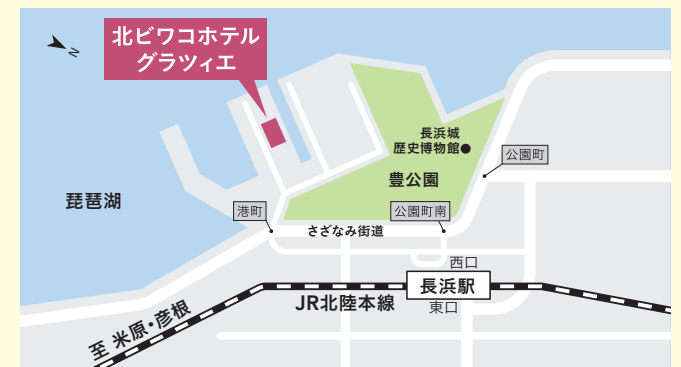 N
北ビワコホテル
グラツィエ
長浜城
歴史博物館
公園町
豊公園
琵琶湖
港町
公園町南
さざなみ街道
西口
長浜駅
JR北陸本線
東口
至 米原・彦根